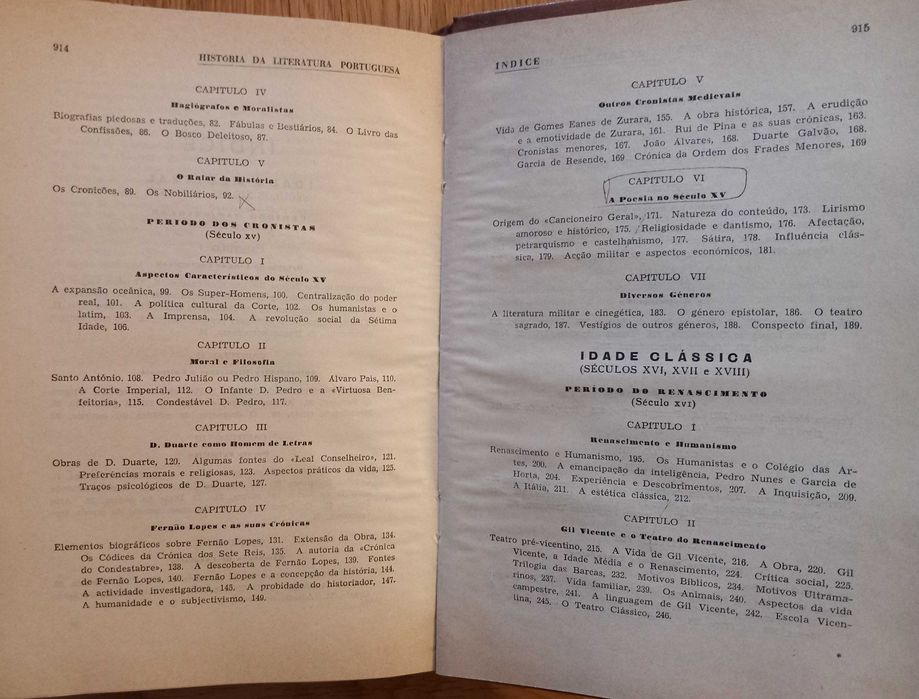 914
HISTÓRIA DA LITERATURA PORTUGUESA
CAPÍTULO IV
Hagiógrafos e Moralistas
Biografias piedosas e traduções, 82. Fábulas e Bestiários, 84. O Livro das
Confissões, 86. O Bosco Deleitoso, 87.
CAPÍTULO V
O Raiar da História
Os Cronicões, 89. Os Nobiliários, 92.
PERÍODO DOS CRONISTAS
(Século XV)
CAPÍTULO I
Aspectos Característicos do Século XV
A expansão oceânica, 99. Os Super-Homens, 100. Centralização do poder
real, 101. A política cultural da Corte, 102. Os humanistas e o
latim, 103. A Imprensa, 104. A revolução social da Sétima
Idade, 106.
CAPÍTULO II
Moral e Filosofia
Santo António, 108. Pedro Julião ou Pedro Hispano, 109. Álvaro Pais, 110.
A Corte Imperial, 112. O Infante D. Pedro e a «Virtuosa Ben-
feitoria», 115. Condestável D. Pedro, 117.
CAPÍTULO III
D. Duarte como Homem de Letras
Obras de D. Duarte, 120. Algumas fontes do «Leal Conselheiro», 121.
Preferências morais e religiosas, 123. Aspectos práticos da vida, 125.
Traços psicológicos de D. Duarte, 127.
CAPÍTULO IV
Fernão Lopes e as suas Crónicas
Elementos biográficos sobre Fernão Lopes, 131. Extensão da Obra, 134.
Os Códices da Crónica dos Sete Reis, 135. A autoria da «Crónica
do Condestabre», 138. A descoberta de Fernão Lopes, 139. Fontes
de Fernão Lopes, 140. Fernão Lopes e a concepção da história, 144.
A actividade investigadora, 145. A probidade do historiador, 147.
A humanidade e o subjectivismo, 149.
915
ÍNDICE
CAPÍTULO V
Outros Cronistas Medievais
Vida de Gomes Eanes de Zurara, 155. A obra histórica, 157. A erudição
e a emotividade de Zurara, 161. Rui de Pina e as suas crónicas, 163.
Cronistas menores, 167. João Álvares, 168. Duarte Galvão, 168.
Garcia de Resende, 169. Crónica da Ordem dos Frades Menores, 169
CAPÍTULO VI
A Poesia no Século XV
Origem do «Cancioneiro Geral», 171. Natureza do conteúdo, 173. Lirismo
amoroso e histórico, 175. Religiosidade e dantismo, 176. Afectação,
petrarquismo e castelhanismo, 177. Sátira, 178. Influência clás-
sica, 179. Acção militar e aspectos económicos, 181.
CAPÍTULO VII
Diversos Géneros
A literatura militar e cinegética, 183. O género epistolar, 186. O teatro
sagrado, 187. Vestígios de outros géneros, 188. Conspecto final, 189.
IDADE CLÁSSICA
(SÉCULOS XVI, XVII e XVIII)
PERÍODO DO RENASCIMENTO
(Século XVI)
CAPÍTULO I
Renascimento e Humanismo
Renascimento e Humanismo, 195. Os Humanistas e o Colégio das Ar-
tes, 200. A emancipação da inteligência, Pedro Nunes e Garcia de
Horta, 204. Experiência e Descobrimentos, 207. A Inquisição, 209.
A Itália, 211. A estética clássica, 212.
CAPÍTULO II
Gil Vicente e o Teatro do Renascimento
Teatro pré-vicentino, 215. A Vida de Gil Vicente, 216. A Obra, 220. Gil
Vicente, a Idade Média e o Renascimento, 224. Crítica social, 225.
Trilogia das Barcas, 232. Motivos Bíblicos, 234. Motivos Ultrama-
rinos, 237. Vida familiar, 239. Os Animais, 240. Aspectos da vida
campestre, 241. A linguagem de Gil Vicente, 242. Escola Vicen-
tina, 245. O Teatro Clássico, 246.